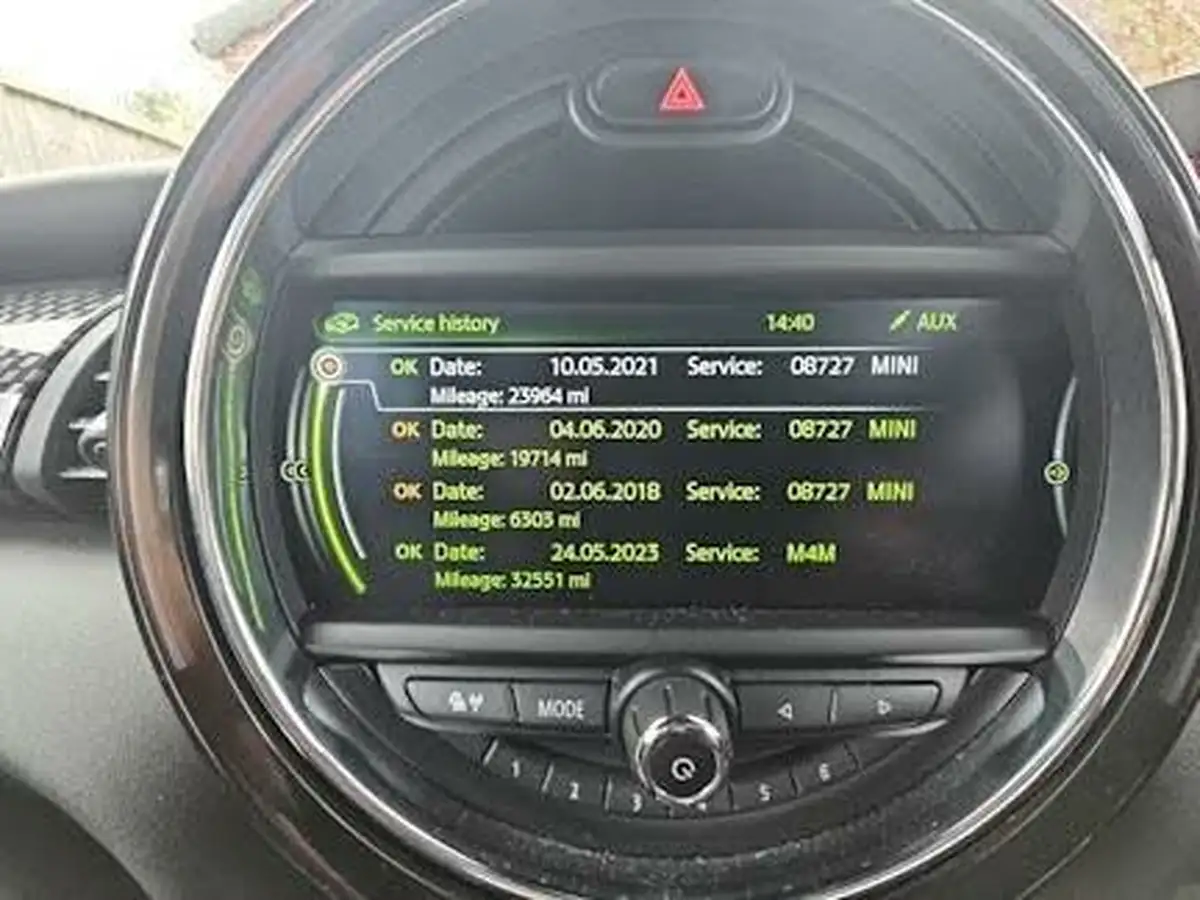 Service history 14:40 AUX
OK Date: 10.05.2021 Service: 08727 MINI
Mileage: 23964 mi
OK Date: 04.06.2020 Service: 08727 MINI
Mileage: 19714 mi
OK Date: 02.06.2018 Service: 08727 MINI
Mileage: 6303 mi
OK Date: 24.05.2023 Service: M4M
Mileage: 32551 mi
MODE
1 2 3 4 5 6